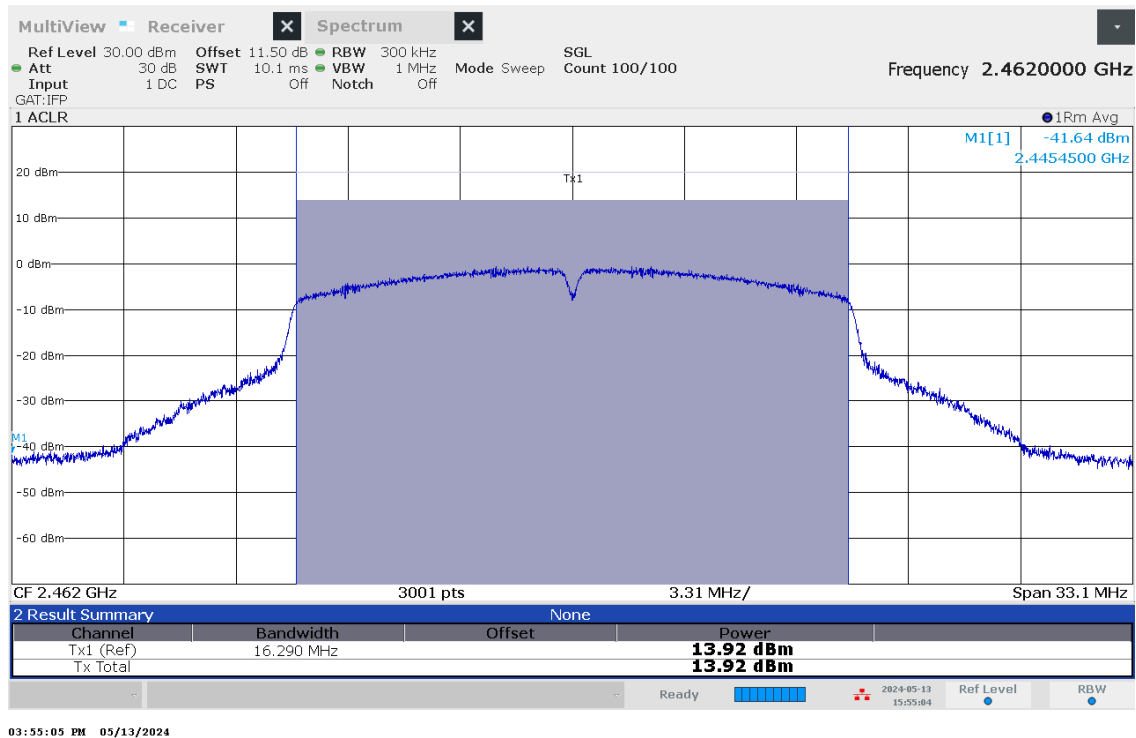 MultiView Receiver X Spectrum X
Ref Level 30.00 dBm Offset 11.50 dB RBW 300 kHz SGL
Att 30 dB SWT 10.1 ms VBW 1 MHz Mode Sweep Count 100/100 Frequency 2.4620000 GHz
Input 1 DC PS Off Notch Off
GAT:IFP
1 ACLR 1Rm Avg
M1[1] -41.64 dBm
2.4454500 GHz
20 dBm
Tx1
10 dBm
0 dBm
-10 dBm
-20 dBm
-30 dBm
M1
-40 dBm
-50 dBm
-60 dBm
CF 2.462 GHz 3001 pts 3.31 MHz/ Span 33.1 MHz
2 Result Summary None
Channel Bandwidth Offset Power
Tx1 (Ref) 16.290 MHz 13.92 dBm
Tx Total 13.92 dBm
Ready 2024-05-13 Ref Level RBW
15:55:04
03:55:05 PM 05/13/2024